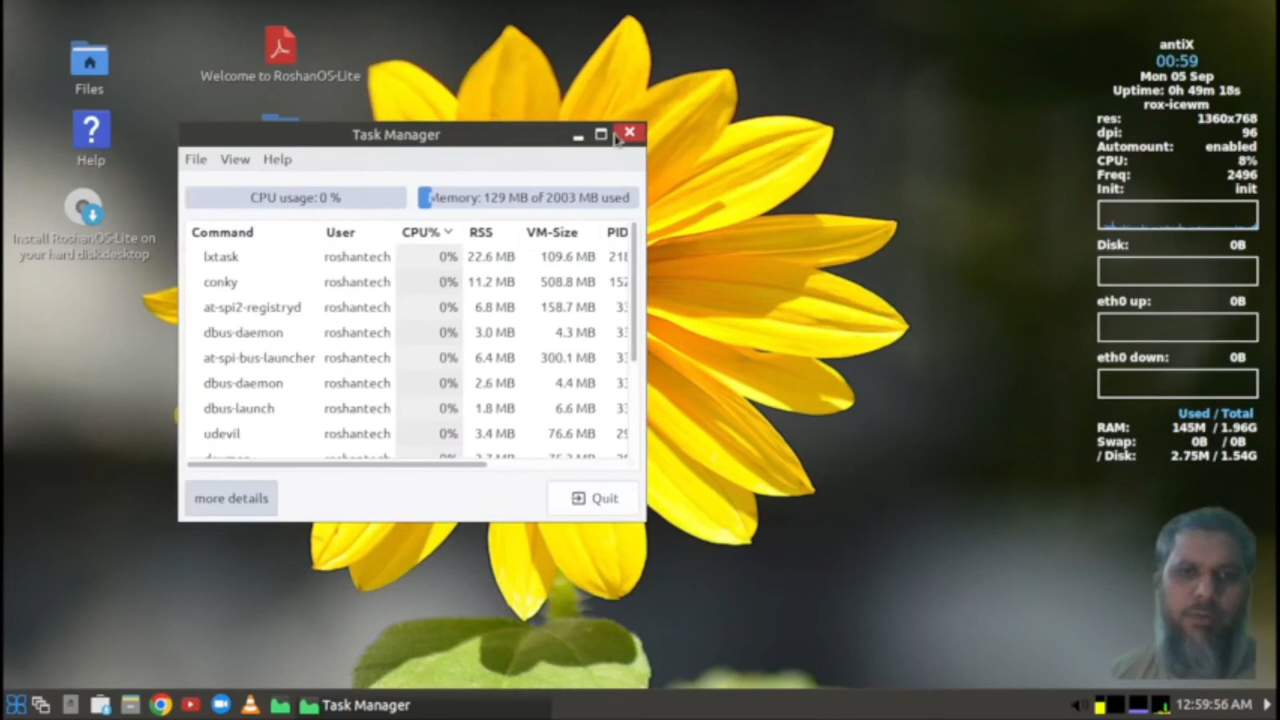 Files
Help
Install RoshanOS-Lite on
your hard disk.desktop
Welcome to RoshanOS-Lite
Task Manager
File View Help
CPU usage: 0 % Memory: 129 MB of 2003 MB used
Command User CPU% RSS VM-Size PID
lxtask roshantech 0% 22.6 MB 109.6 MB
conky roshantech 0% 11.2 MB 508.8 MB
at-spi2-registryd roshantech 0% 6.8 MB 158.7 MB
dbus-daemon roshantech 0% 3.0 MB 4.3 MB
at-spi-bus-launcher roshantech 0% 6.4 MB 300.1 MB
dbus-daemon roshantech 0% 2.6 MB 4.4 MB
dbus-launch roshantech 0% 1.8 MB 6.6 MB
udevil roshantech 0% 3.4 MB 76.6 MB
more details Quit
antiX
00:59
Mon 05 Sep
Uptime: 0h 49m 18s
rox-icewm
res: 1360x768
dpi: 96
Automount: enabled
CPU: 8%
Freq: 2496
Init: init
Disk: 0B
eth0 up: 0B
eth0 down: 0B
Used / Total
RAM: 145M / 1.96G
Swap: 0B / 0B
/ Disk: 2.75M / 1.54G
Task Manager
12:59:56 AM